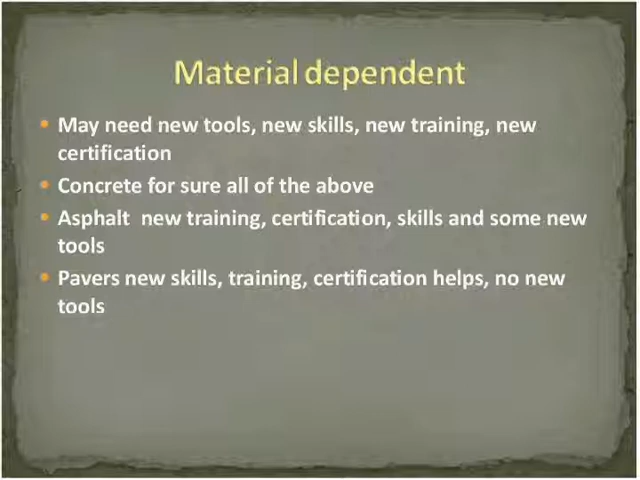 Material dependent
May need new tools, new skills, new training, new
certification
Concrete for sure all of the above
Asphalt  new training, certification, skills and some new
tools
Pavers new skills, training, certification helps, no new
tools